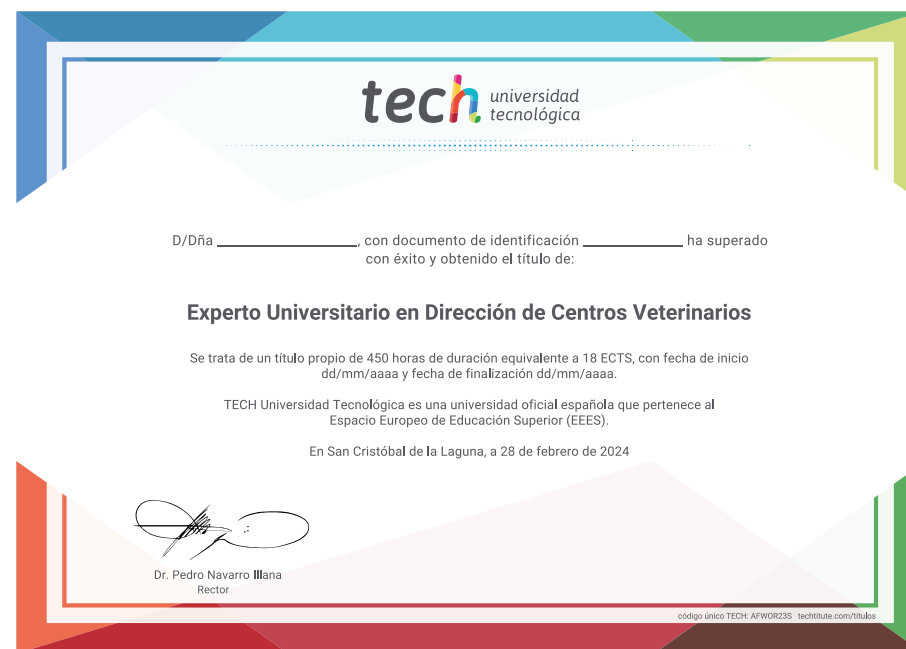 tech universidad
tecnológica
D/Dña ________________, con documento de identificación ____________ ha superado
con éxito y obtenido el título de:
Experto Universitario en Dirección de Centros Veterinarios
Se trata de un título propio de 450 horas de duración equivalente a 18 ECTS, con fecha de inicio
dd/mm/aaaa y fecha de finalización dd/mm/aaaa.
TECH Universidad Tecnológica es una universidad oficial española que pertenece al
Espacio Europeo de Educación Superior (EEES).
En San Cristóbal de la Laguna, a 28 de febrero de 2024
Dr. Pedro Navarro Illana
Rector
código único TECH: AFWOR23S techtitute.com/titulos